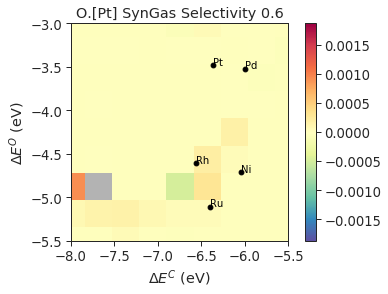 O.[Pt] SynGas Selectivity 0.6
−3.0
−3.5
−4.0
−4.5
−5.0
−5.5
ΔE^O (eV)
Pt
Pd
Rh
Ni
Ru
−8.0 −7.5 −7.0 −6.5 −6.0 −5.5
ΔE^C (eV)
0.0015
0.0010
0.0005
0.0000
−0.0005
−0.0010
−0.0015